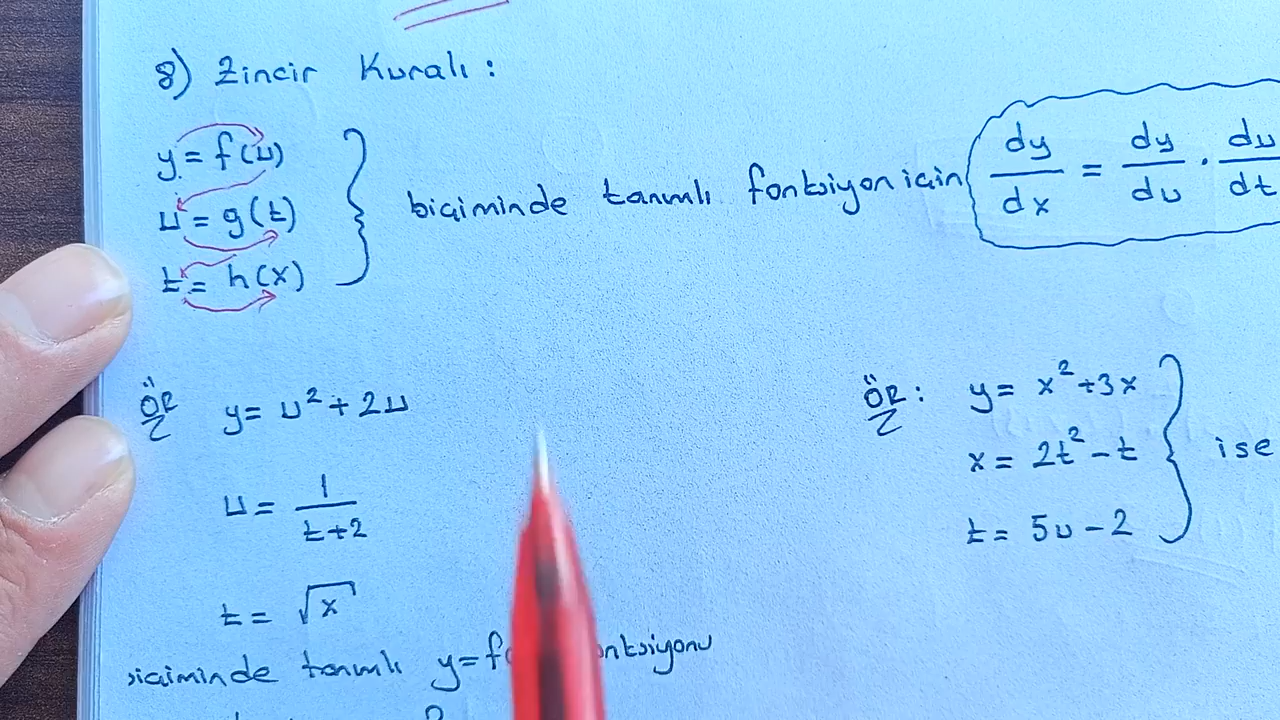 8) Zincir Kuralı:
y = f(u)
u = g(t)
t = h(x)
biçiminde tanımlı fonksiyon için dy/dx = dy/du · du/dt
ÖR y = u² + 2u
u = 1/(t+2)
t = √x
biçiminde tanımlı
ÖR: y = x² + 3x
x = 2t² - t
t = 5u - 2
ise